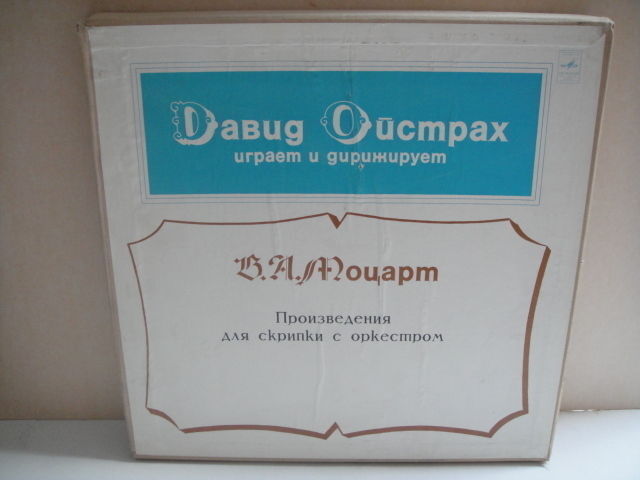 Давид Ойстрах
играет и дирижирует
В.А.Моцарт
Произведения
для скрипки с оркестром